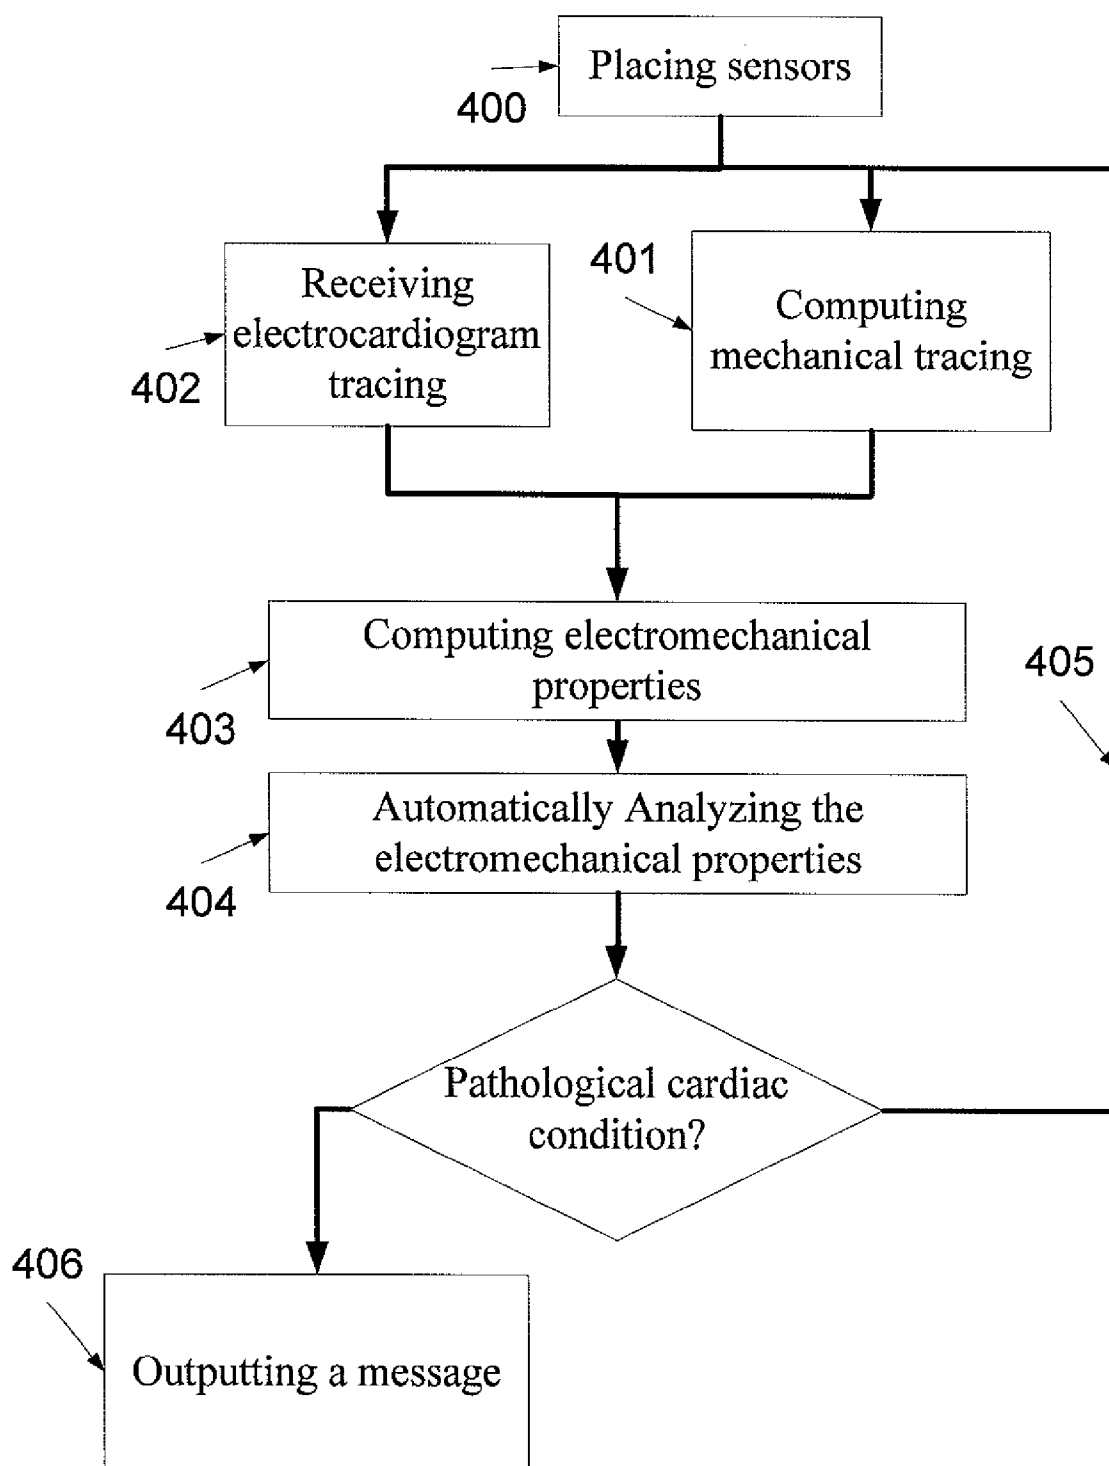 Placing sensors
400
401
Receiving
electrocardiogram
tracing
Computing
mechanical tracing
402
Computing electromechanical
properties
405
403
Automatically Analyzing the
electromechanical properties
404
Pathological cardiac
condition?
406
Outputting a message